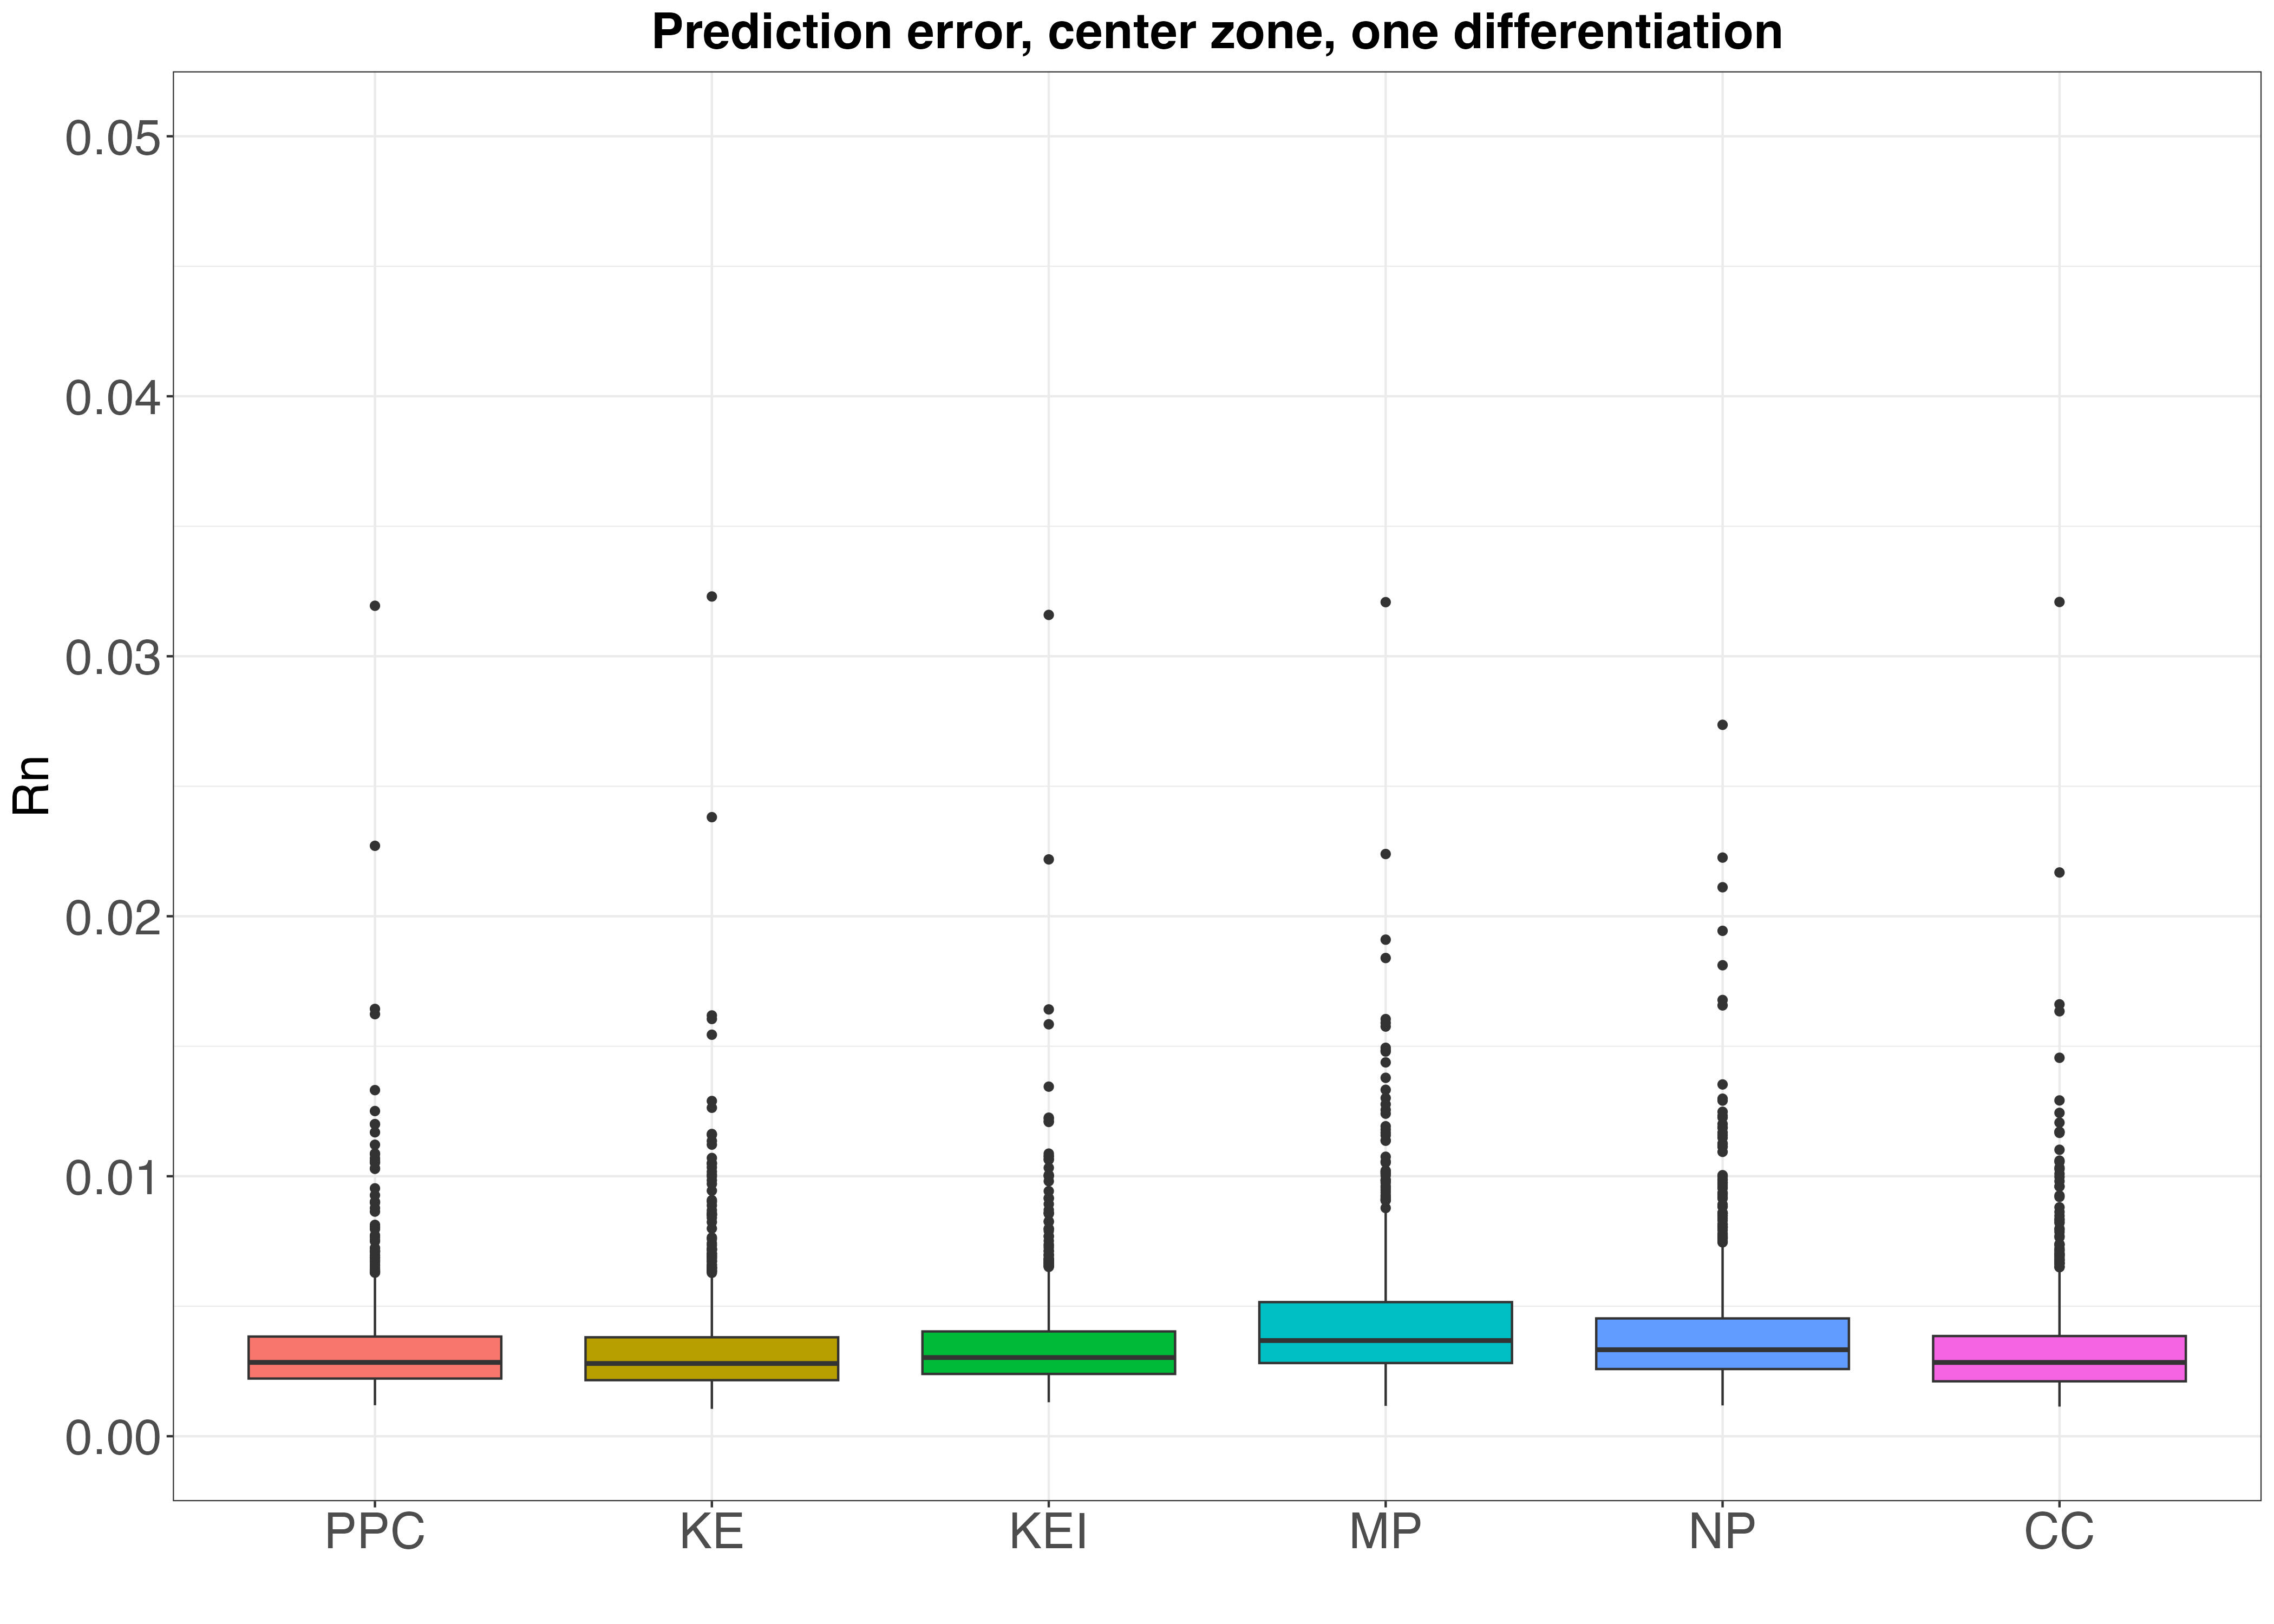 Prediction error, center zone, one differentiation
0.05
0.04
0.03
0.02
0.01
0.00
Rn
PPC KE KEI MP NP CC